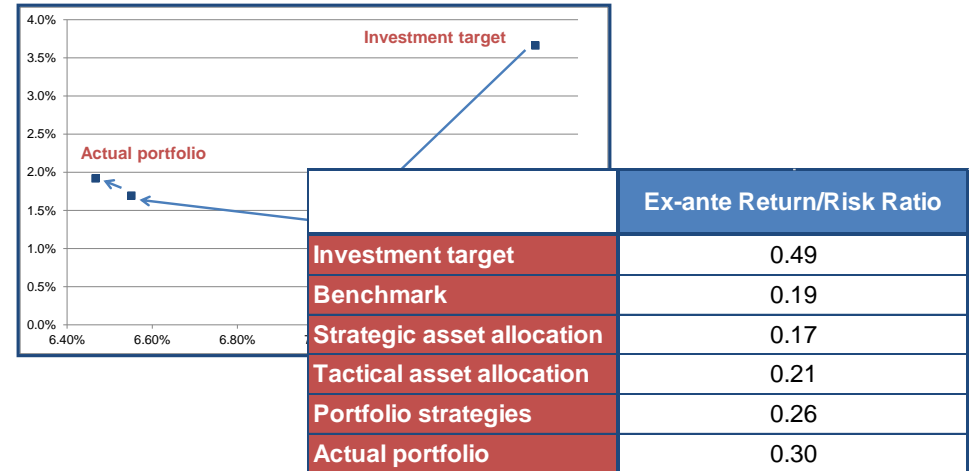 4.0%
Investment target
3.5%
3.0%
2.5%
Actual portfolio
2.0%
1.5%
1.0%
0.5%
0.0%
6.40% 6.60% 6.80%
Ex-ante Return/Risk Ratio
Investment target 0.49
Benchmark 0.19
Strategic asset allocation 0.17
Tactical asset allocation 0.21
Portfolio strategies 0.26
Actual portfolio 0.30